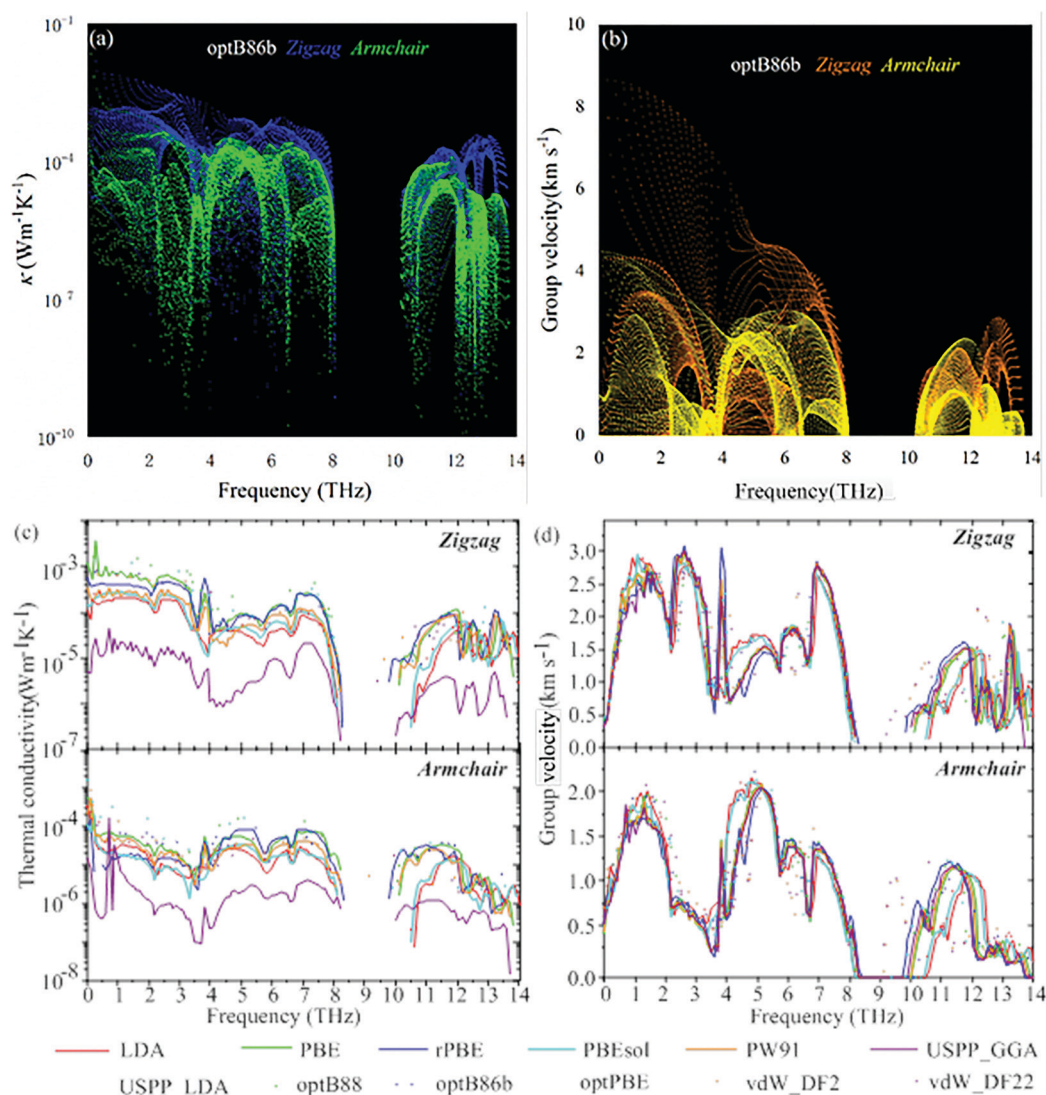 (a)
optB86b Zigzag Armchair
10⁻¹
10⁻⁴
10⁻⁷
10⁻¹⁰
κ (Wm⁻¹K⁻¹)
0 2 4 6 8 10 12 14
Frequency (THz)
(b)
optB86b Zigzag Armchair
10
8
6
4
2
0
Group velocity(km s⁻¹)
0 2 4 6 8 10 12 14
Frequency(THz)
(c)
Zigzag
10⁻³
10⁻⁵
10⁻⁷
Armchair
10⁻⁴
10⁻⁶
10⁻⁸
Thermal conductivity(Wm⁻¹K⁻¹)
0 1 2 3 4 5 6 7 8 9 10 11 12 13 14
Frequency (THz)
(d)
Zigzag
3.0
2.5
2.0
1.5
1.0
0.5
0.0
Armchair
2.0
1.5
1.0
0.5
0.0
Group velocity(km s⁻¹)
0 1 2 3 4 5 6 7 8 9 10 11 12 13 14
Frequency (THz)
LDA PBE rPBE PBEsol PW91 USPP_GGA
USPP_LDA optB88 optB86b optPBE vdW_DF2 vdW_DF22